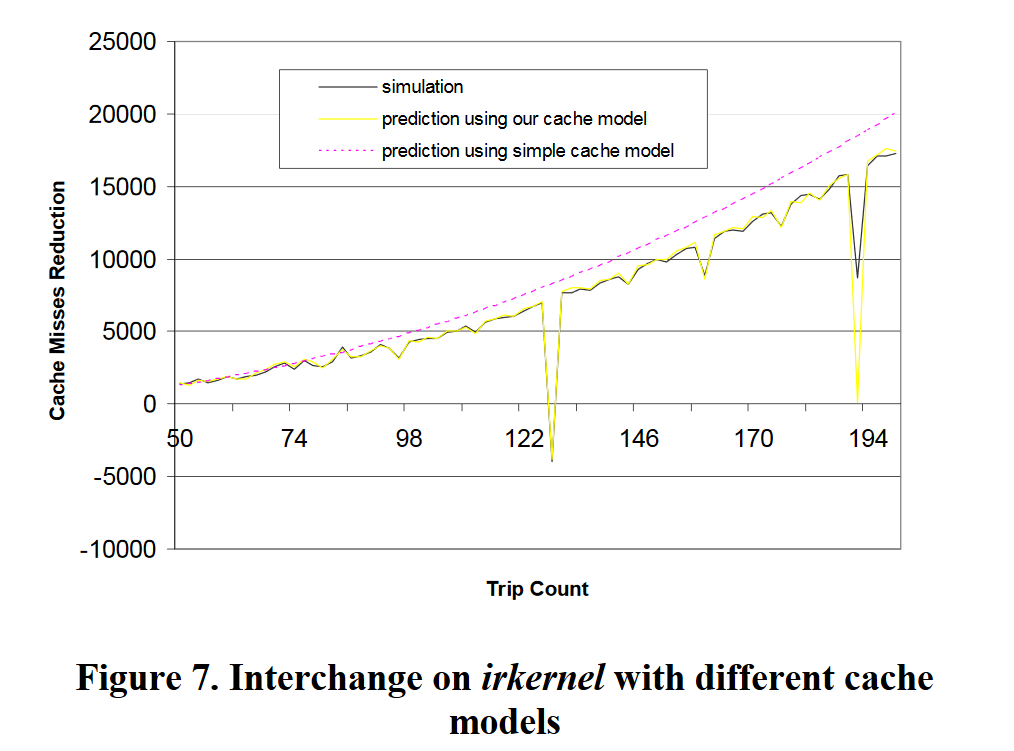 25000
20000
15000
10000
5000
0
-5000
-10000
Cache Misses Reduction
simulation
prediction using our cache model
prediction using simple cache model
50 74 98 122 146 170 194
Trip Count
Figure 7. Interchange on irkernel with different cache
models